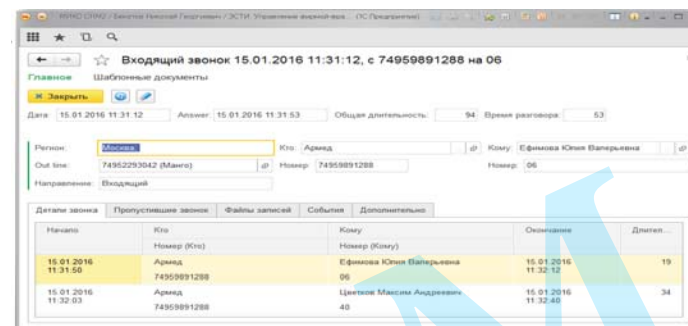 Входящий звонок 15.01.2016 11:31:12, с 74959891288 на 06
Главное Шаблонные документы
Закрыть
Дата: 15.01.2016 11:31:12 Answer: 15.01.2016 11:31:53 Общая длительность: 94 Время разговора: 53
Регион: Москва; Кто: Армед Кому: Ефимова Юлия Валерьевна
Out line: 74952293042 (Манго) Номер: 74959891288 Номер: 06
Направление: Входящий
Детали звонка Пропустившие звонок Файлы записей События Дополнительно
Начало Кто Кому Окончание Длител...
Номер (Кто) Номер (Кому)
15.01.2016 Армед Ефимова Юлия Валерьевна 15.01.2016 19
11:31:50 74959891288 06 11:32:12
15.01.2016 Армед Цветков Максим Андреевич 15.01.2016 34
11:32:03 74959891288 40 11:32:40